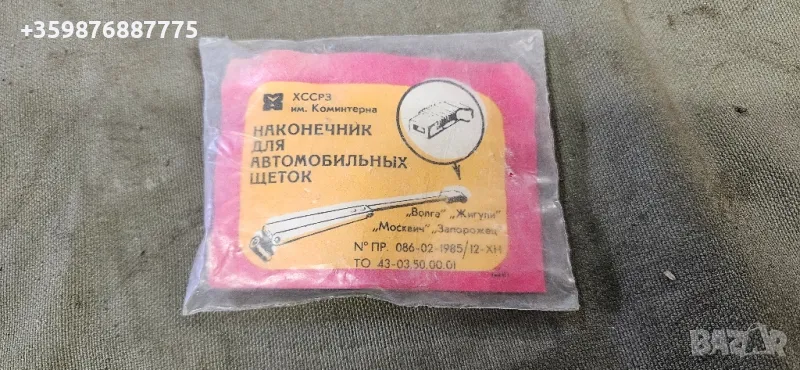 +359876887775
ХССРЗ
им. Коминтерна
НАКОНЕЧНИК
ДЛЯ
АВТОМОБИЛЬНЫХ
ЩЕТОК
„Волга" „Жигули"
„Москвич" „Запорожец"
N° ПР. 086-02-1985/12-ХН
ТО 43-03.50.00.01
BAZAR